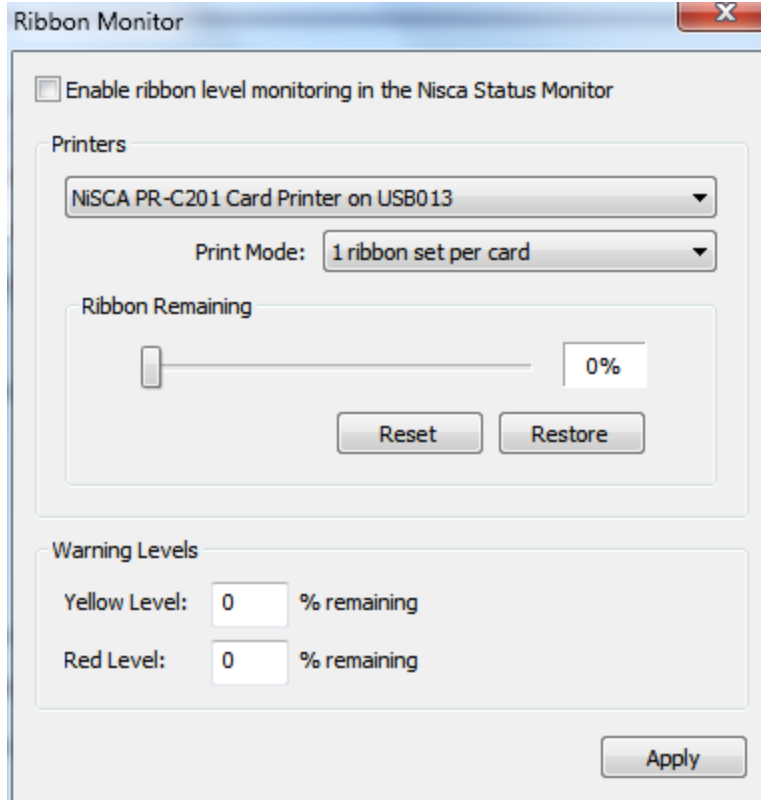 Ribbon Monitor
Enable ribbon level monitoring in the Nisca Status Monitor
Printers
NiSCA PR-C201 Card Printer on USB013
Print Mode: 1 ribbon set per card
Ribbon Remaining
0%
Reset Restore
Warning Levels
Yellow Level: 0 % remaining
Red Level: 0 % remaining
Apply